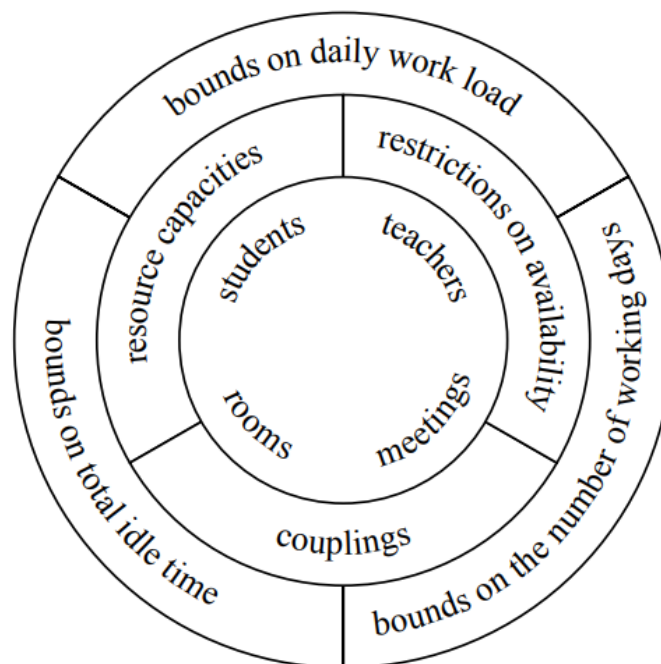 bounds on daily work load
resource capacities
restrictions on availability
students
teachers
bounds on total idle time
bounds on the number of working days
rooms
meetings
couplings